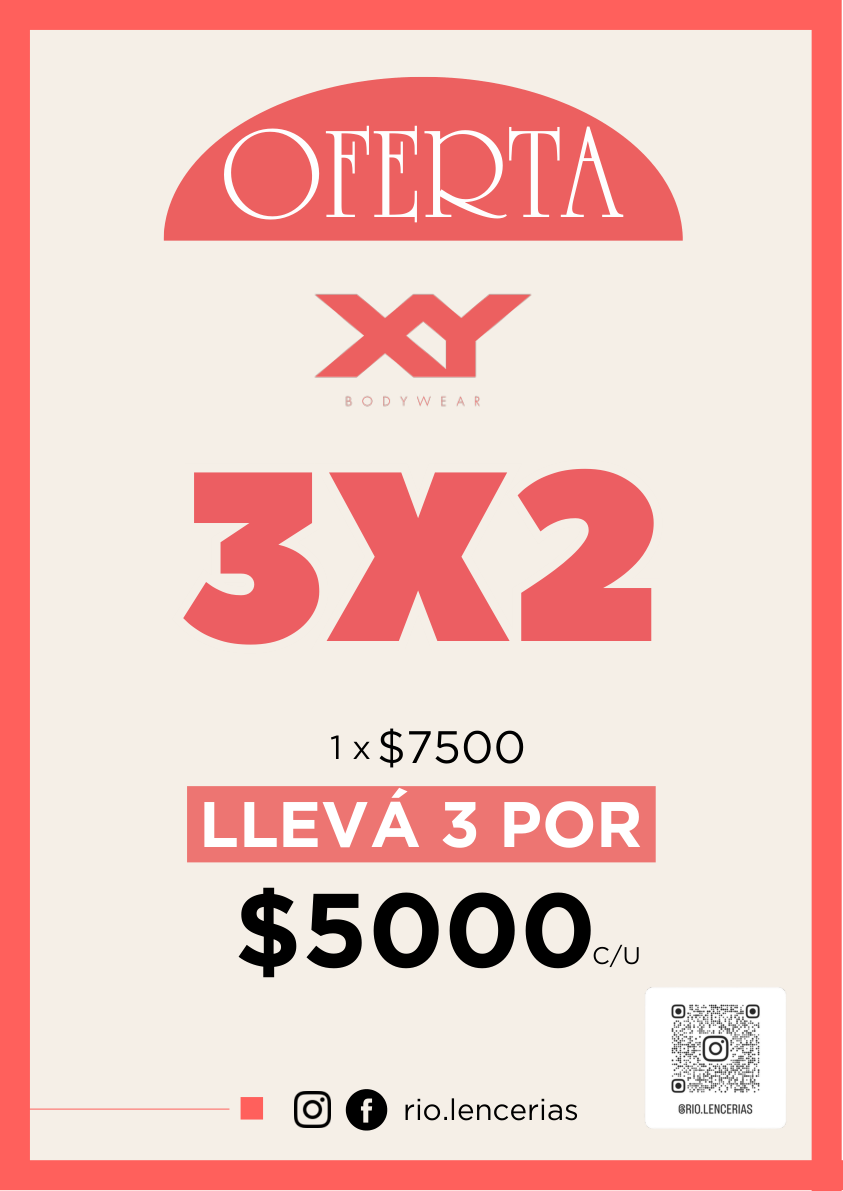 OFERTA
XY
BODYWEAR
3X2
1 x $7500
LLEVÁ 3 POR
$5000 C/U
@RIO.LENCERIAS
rio.lencerias